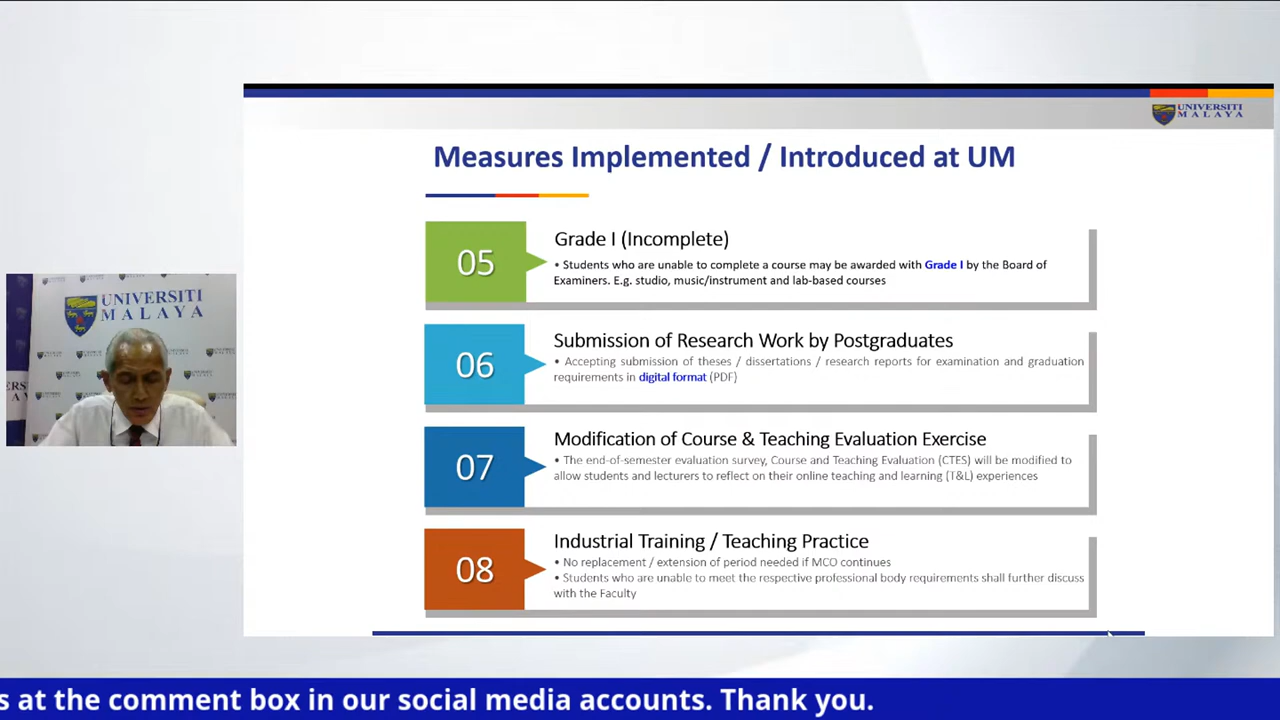 UNIVERSITI
MALAYA
Measures Implemented / Introduced at UM
05
Grade I (Incomplete)
• Students who are unable to complete a course may be awarded with Grade I by the Board of
Examiners. E.g. studio, music/instrument and lab-based courses
06
Submission of Research Work by Postgraduates
• Accepting submission of theses / dissertations / research reports for examination and graduation
requirements in digital format (PDF)
07
Modification of Course & Teaching Evaluation Exercise
• The end-of-semester evaluation survey, Course and Teaching Evaluation (CTES) will be modified to
allow students and lecturers to reflect on their online teaching and learning (T&L) experiences
08
Industrial Training / Teaching Practice
• No replacement / extension of period needed if MCO continues
• Students who are unable to meet the respective professional body requirements shall further discuss
with the Faculty
UNIVERSITI
MALAYA
s at the comment box in our social media accounts. Thank you.